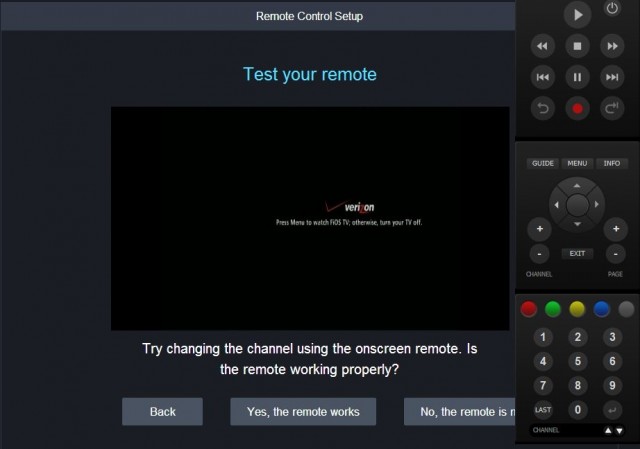 Remote Control Setup
Test your remote
verizon
Press Menu to watch FiOS TV; otherwise, turn your TV off.
Try changing the channel using the onscreen remote. Is
the remote working properly?
Back
Yes, the remote works
No, the remote is
GUIDE MENU INFO
+ +
- EXIT -
CHANNEL PAGE
1 2 3
4 5 6
7 8 9
LAST 0
CHANNEL